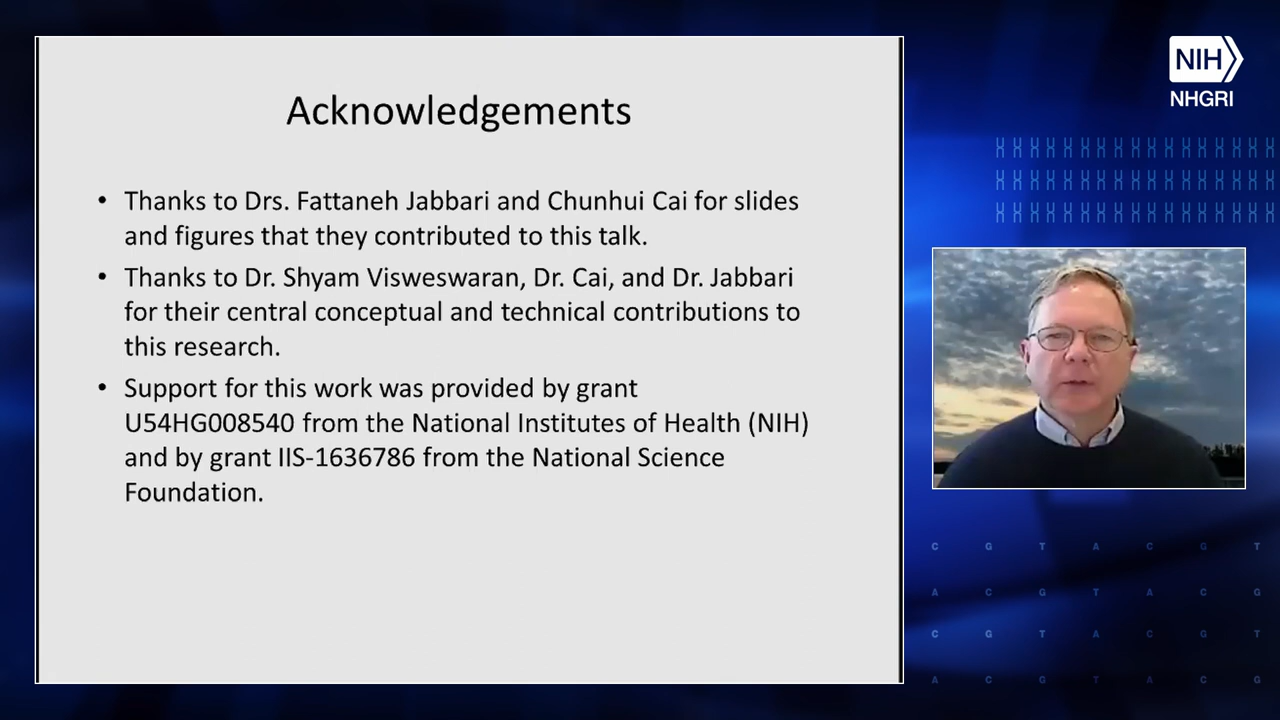 Acknowledgements
• Thanks to Drs. Fattaneh Jabbari and Chunhui Cai for slides
and figures that they contributed to this talk.
• Thanks to Dr. Shyam Visweswaran, Dr. Cai, and Dr. Jabbari
for their central conceptual and technical contributions to
this research.
• Support for this work was provided by grant
U54HG008540 from the National Institutes of Health (NIH)
and by grant IIS-1636786 from the National Science
Foundation.
NIH
NHGRI
C G T A C G T
A C G T A C G
C G T A C G T
A C G T A C G